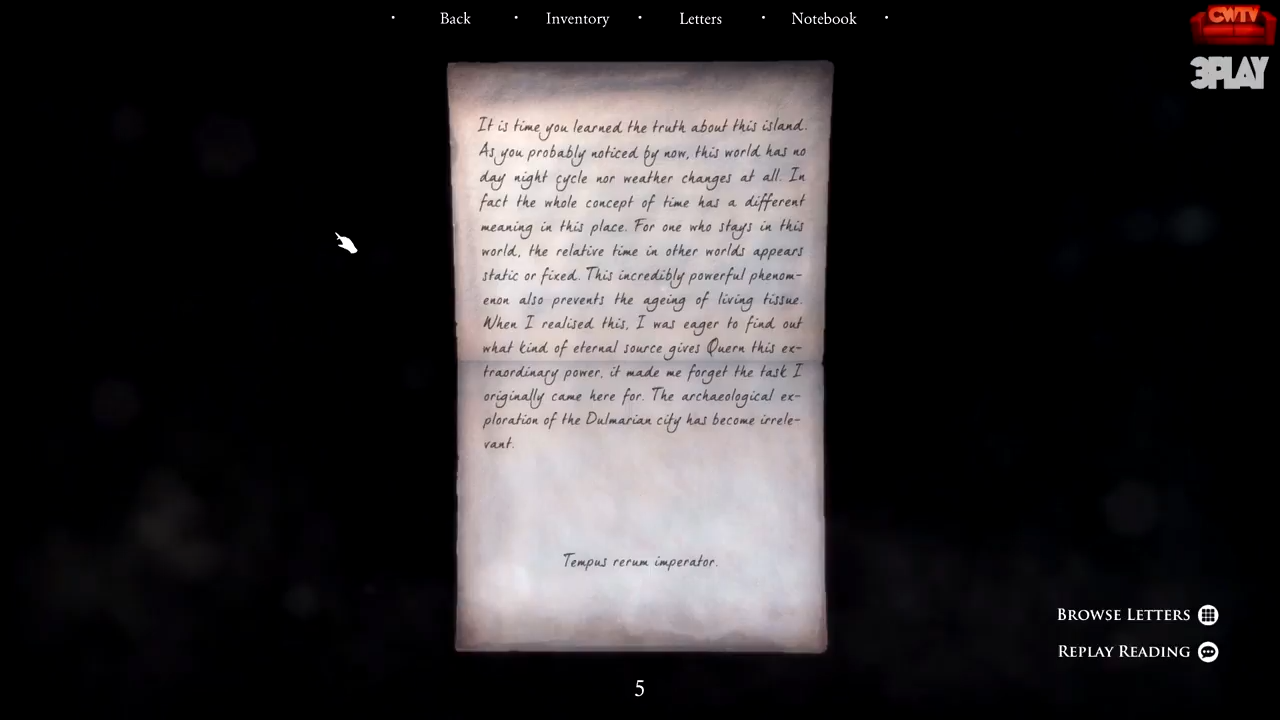 Back
Inventory
Letters
Notebook
CWTV
3PLAY
It is time you learned the truth about this island.
As you probably noticed by now, this world has no
day night cycle nor weather changes at all. In
fact the whole concept of time has a different
meaning in this place. For one who stays in this
world, the relative time in other worlds appears
static or fixed. This incredibly powerful phenom-
enon also prevents the ageing of living tissue.
When I realised this, I was eager to find out
what kind of eternal source gives Quern this ex-
traordinary power, it made me forget the task I
originally came here for. The archaeological ex-
ploration of the Dulmarian city has become irrele-
vant.
Tempus rerum imperator.
BROWSE LETTERS
REPLAY READING
5